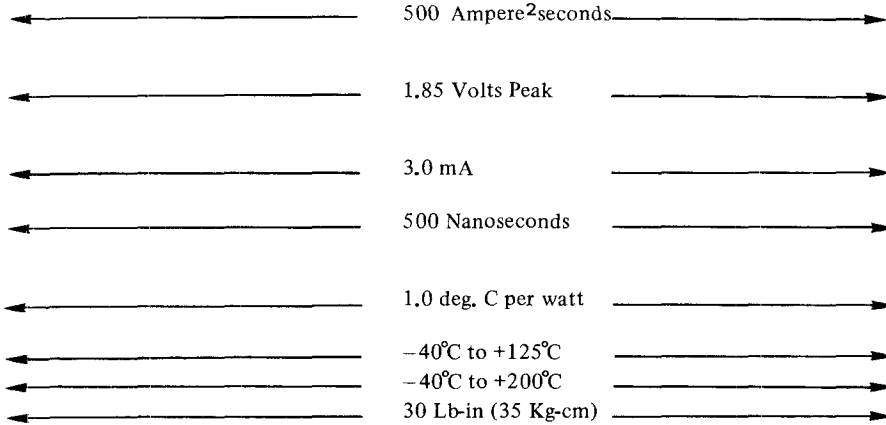 500 Ampere²seconds
1.85 Volts Peak
3.0 mA
500 Nanoseconds
1.0 deg. C per watt
−40°C to +125°C
−40°C to +200°C
30 Lb-in (35 Kg-cm)